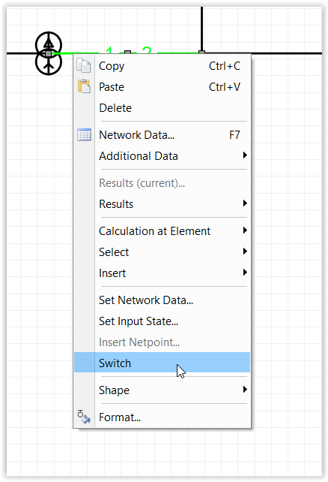 1 2
Copy Ctrl+C
Paste Ctrl+V
Delete
Network Data... F7
Additional Data
Results (current)...
Results
Calculation at Element
Select
Insert
Set Network Data...
Set Input State...
Insert Netpoint...
Switch
Shape
Format...